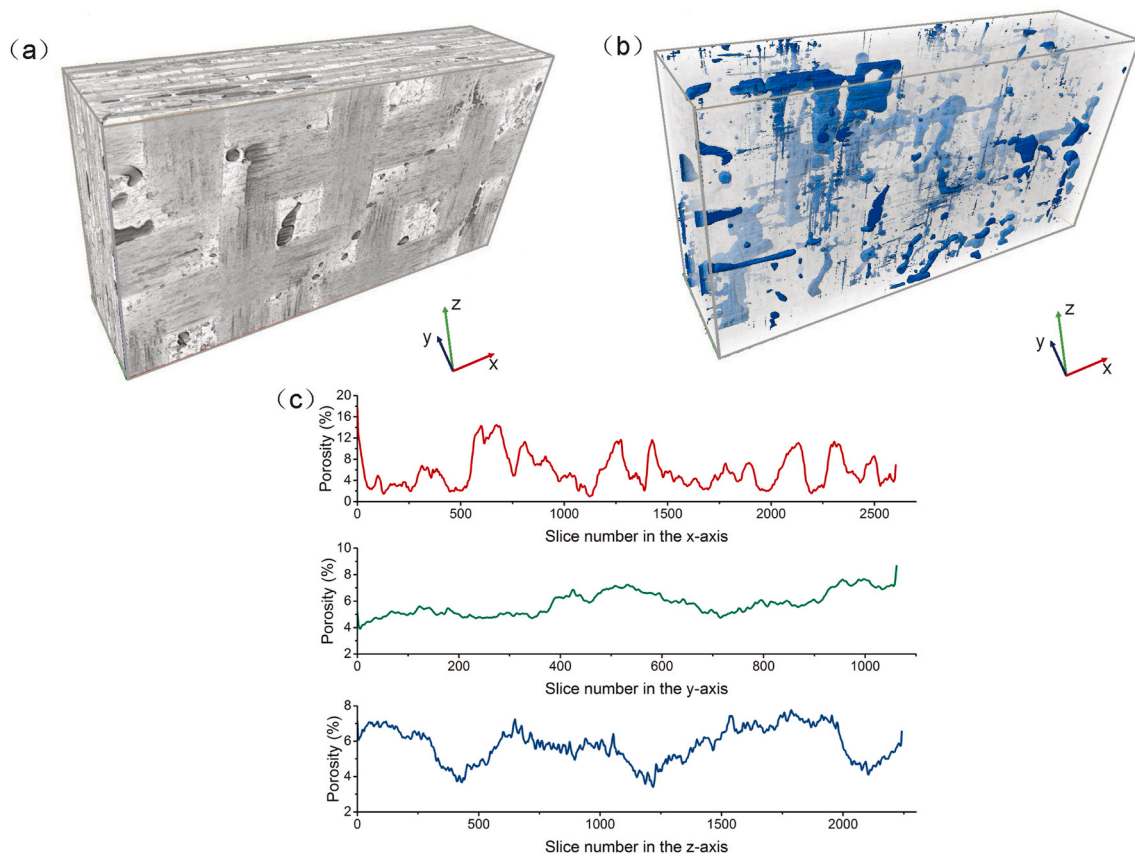 (a)
z
y
x
(b)
z
y
x
(c)
Porosity (%)
20
16
12
8
4
0
0 500 1000 1500 2000 2500
Slice number in the x-axis
Porosity (%)
10
8
6
4
2
0 200 400 600 800 1000
Slice number in the y-axis
Porosity (%)
8
6
4
2
0 500 1000 1500 2000
Slice number in the z-axis